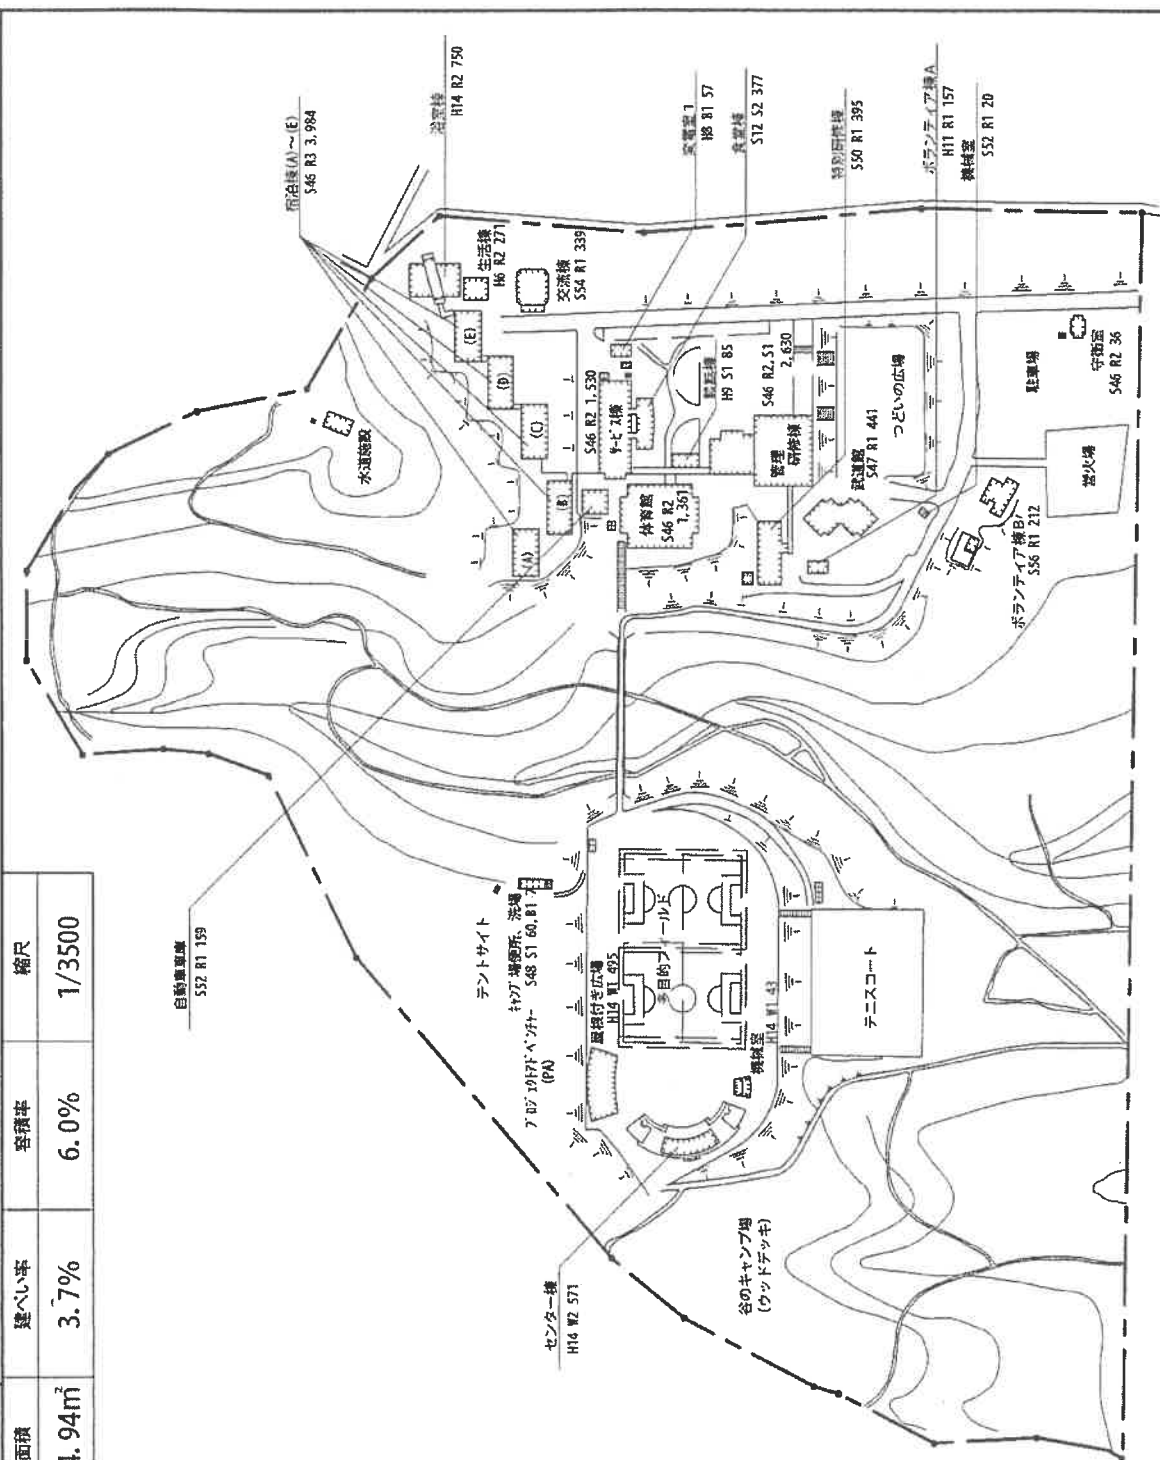 面積
建ぺい率
容積率
縮尺
4.94㎡
3.7%
6.0%
1/3500
宿泊棟(A)～(E)
S46 R3 3,984
浴室棟
H14 R2 750
変電室1
H8 B1 57
食堂棟
S12 S2 377
特別研修棟
S50 R1 395
ボランティア棟A
H11 R1 157
機械室
S52 R1 20
生活棟
H6 R2 271
交流棟
S54 R1 339
(E)
(D)
(C)
(B)
(A)
水道施設
S46 R2 1,530
サービス棟
H9 S1 85
S46 R2,S1
2,630
管理
研修棟
体育館
S46 R2
1,361
武道館
S47 R1 441
つどいの広場
駐車場
守衛室
S46 R2 36
営火場
ボランティア棟B
S56 R1 212
自動車車庫
S52 R1 159
テントサイト
キャンプ場便所、洗場
S48 S1 60,B1
プロジェクトアドベンチャー
(PA)
屋根付き広場
H14 W1 495
多目的フィールド
機械室
H14 W1 43
テニスコート
センター棟
H14 W2 571
谷のキャンプ場
(ウッドデッキ)